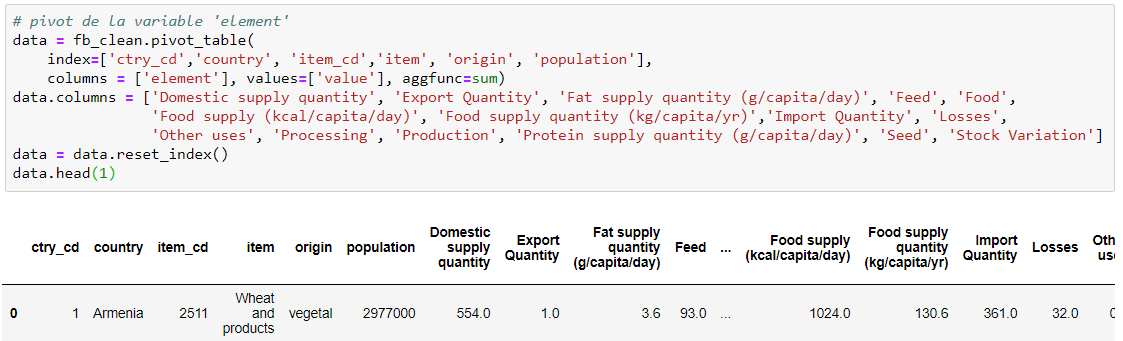 # pivot de la variable 'element'
data = fb_clean.pivot_table(
    index=['ctry_cd','country', 'item_cd','item', 'origin', 'population'],
    columns = ['element'], values=['value'], aggfunc=sum)
data.columns = ['Domestic supply quantity', 'Export Quantity', 'Fat supply quantity (g/capita/day)', 'Feed', 'Food',
                'Food supply (kcal/capita/day)', 'Food supply quantity (kg/capita/yr)','Import Quantity', 'Losses',
                'Other uses', 'Processing', 'Production', 'Protein supply quantity (g/capita/day)', 'Seed', 'Stock Variation']
data = data.reset_index()
data.head(1)
ctry_cd country item_cd item origin population Domestic supply quantity Export Quantity Fat supply quantity (g/capita/day) Feed ... Food supply (kcal/capita/day) Food supply quantity (kg/capita/yr) Import Quantity Losses
0 1 Armenia 2511 Wheat and products vegetal 2977000 554.0 1.0 3.6 93.0 ... 1024.0 130.6 361.0 32.0